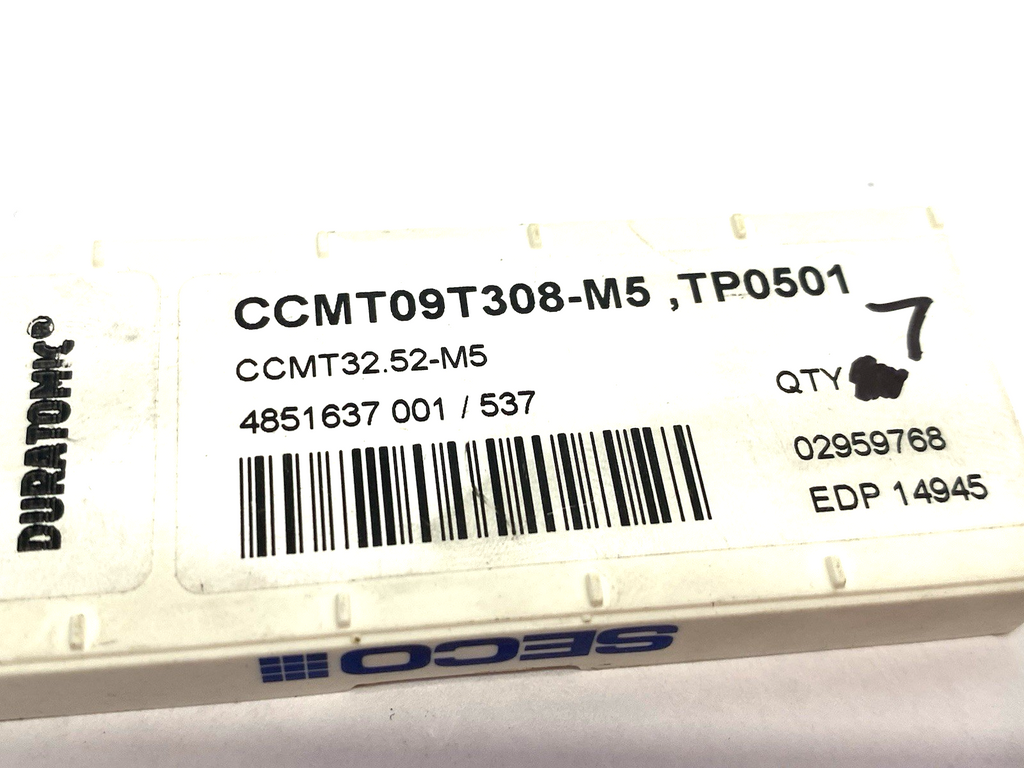 DURATOMIC®
CCMT09T308-M5 ,TP0501
CCMT32.52-M5
4851637 001 / 537
7
QTY
02959768
EDP 14945
SECO